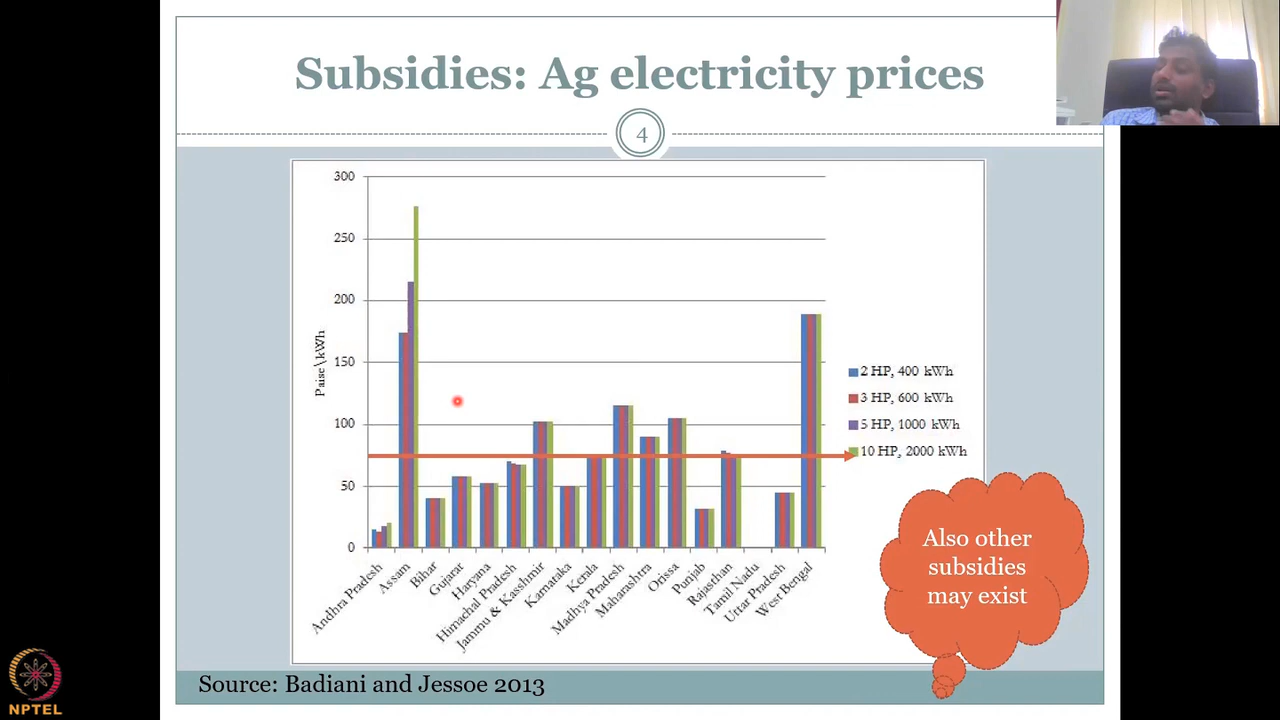 Subsidies: Ag electricity prices
4
300
250
200
150
100
50
0
Paise\kWh
Andhra Pradesh
Assam
Bihar
Gujarat
Haryana
Himachal Pradesh
Jammu & Kasshmir
Karnataka
Kerala
Madhya Pradesh
Maharashtra
Orissa
Punjab
Rajasthan
Tamil Nadu
Uttar Pradesh
West Bengal
2 HP, 400 kWh
3 HP, 600 kWh
5 HP, 1000 kWh
10 HP, 2000 kWh
Also other
subsidies
may exist
Source: Badiani and Jessoe 2013
NPTEL